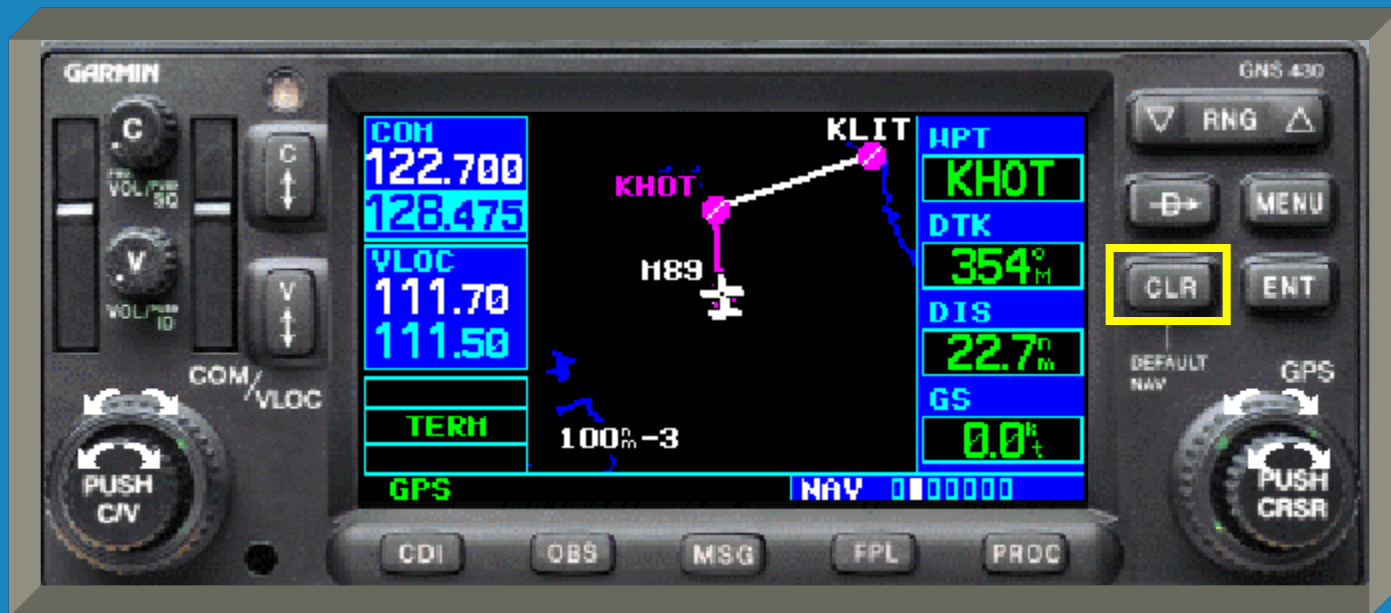 GARMIN
GNS 430
C
PWR VOL/PUSH SQ
C
V
VOL/PUSH ID
V
COM/VLOC
PUSH C/V
COM
122.700
128.475
VLOC
111.70
111.50
TERM
GPS
KLIT
KHOT
M89
100nm-3
WPT
KHOT
DTK
354°M
DIS
22.7nm
GS
0.0kt
NAV
RNG
D
MENU
CLR
ENT
DEFAULT NAV
GPS
PUSH CRSR
CDI
OBS
MSG
FPL
PROC